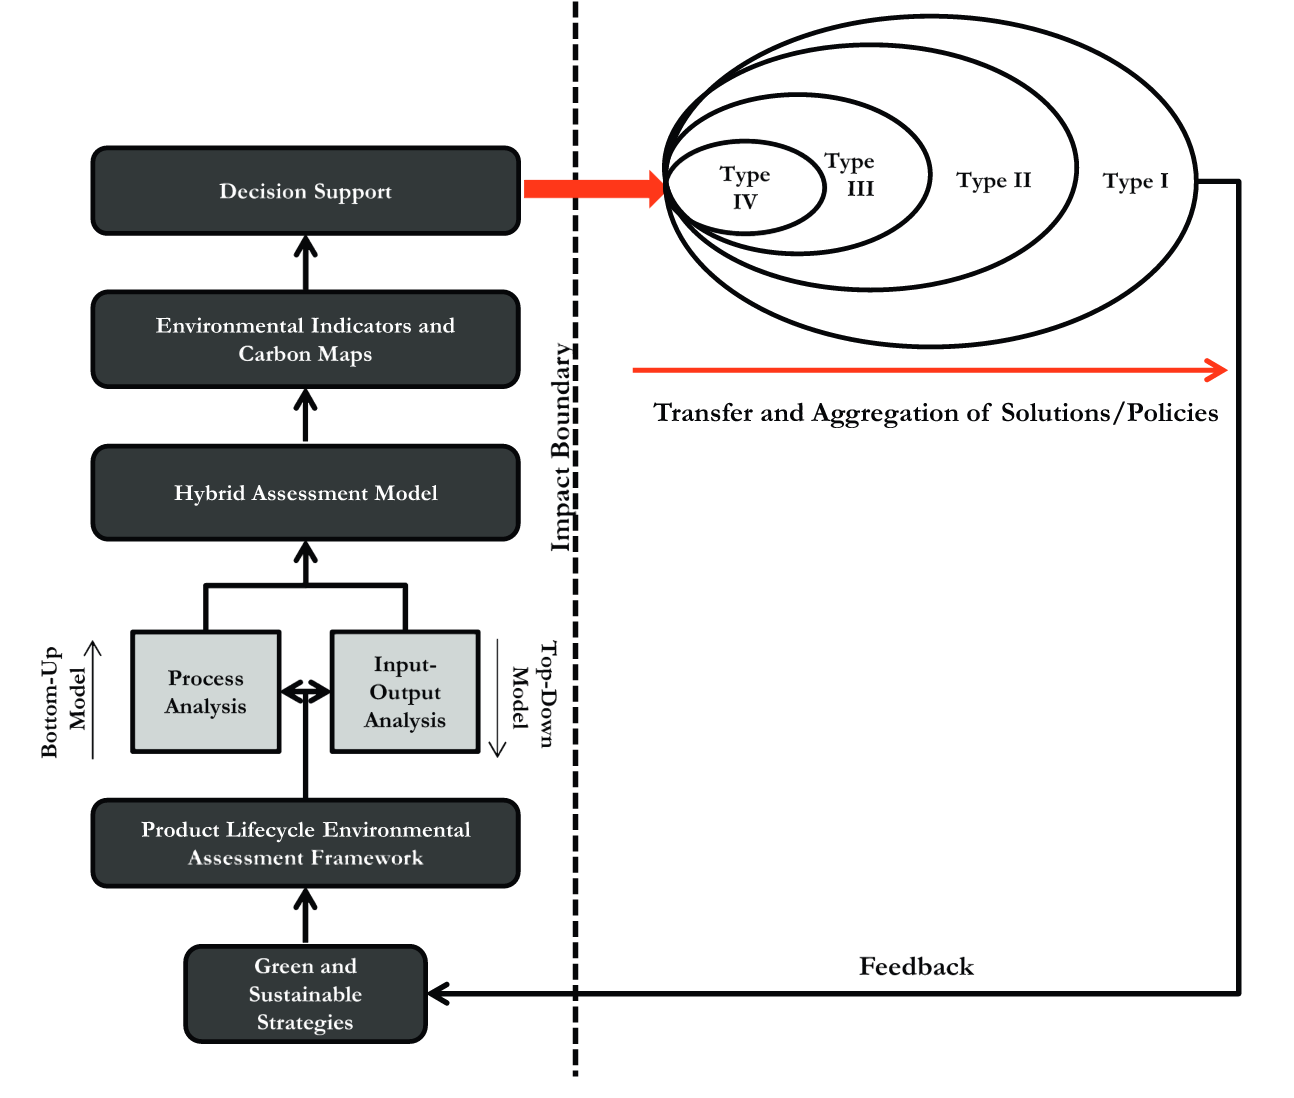 Decision Support
Environmental Indicators and
Carbon Maps
Hybrid Assessment Model
Bottom-Up
Model
Process
Analysis
Input-
Output
Analysis
Top-Down
Model
Product Lifecycle Environmental
Assessment Framework
Green and
Sustainable
Strategies
Impact Boundary
Type
IV
Type
III
Type II
Type I
Transfer and Aggregation of Solutions/Policies
Feedback